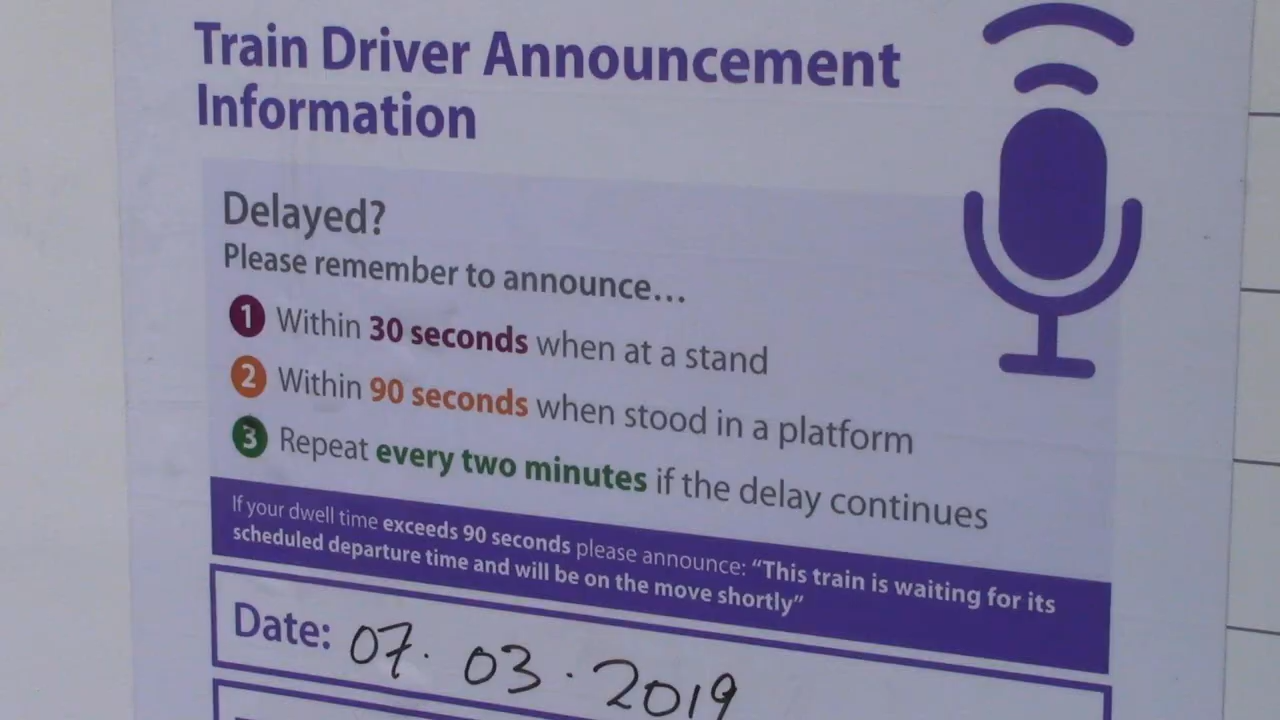 Train Driver Announcement
Information
Delayed?
Please remember to announce...
1 Within 30 seconds when at a stand
2 Within 90 seconds when stood in a platform
3 Repeat every two minutes if the delay continues
If your dwell time exceeds 90 seconds please announce: “This train is waiting for its
scheduled departure time and will be on the move shortly”
Date: 07.03.2019